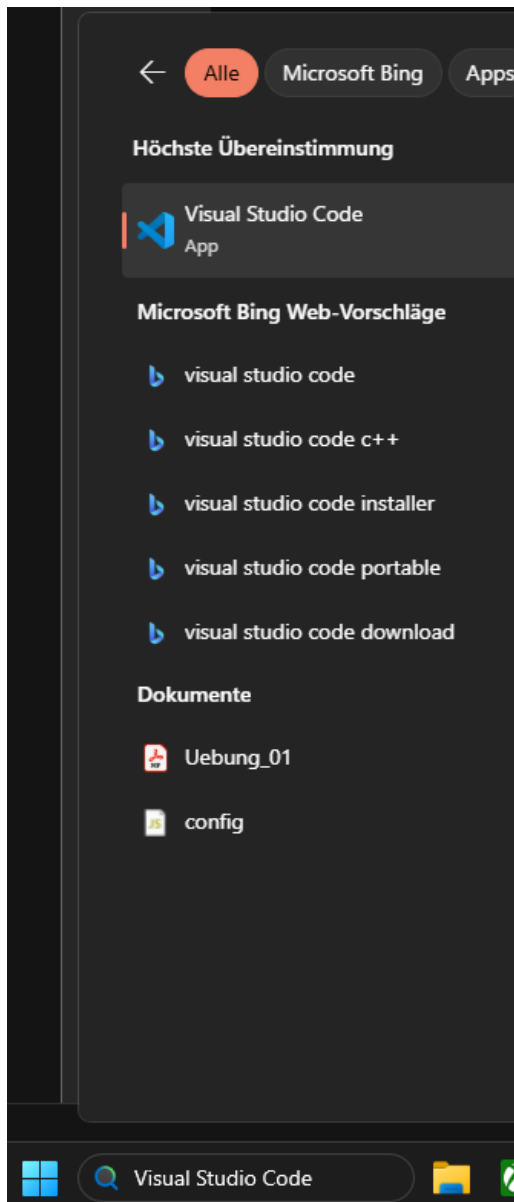 Alle Microsoft Bing Apps
Höchste Übereinstimmung
Visual Studio Code
App
Microsoft Bing Web-Vorschläge
visual studio code
visual studio code c++
visual studio code installer
visual studio code portable
visual studio code download
Dokumente
Uebung_01
config
Visual Studio Code